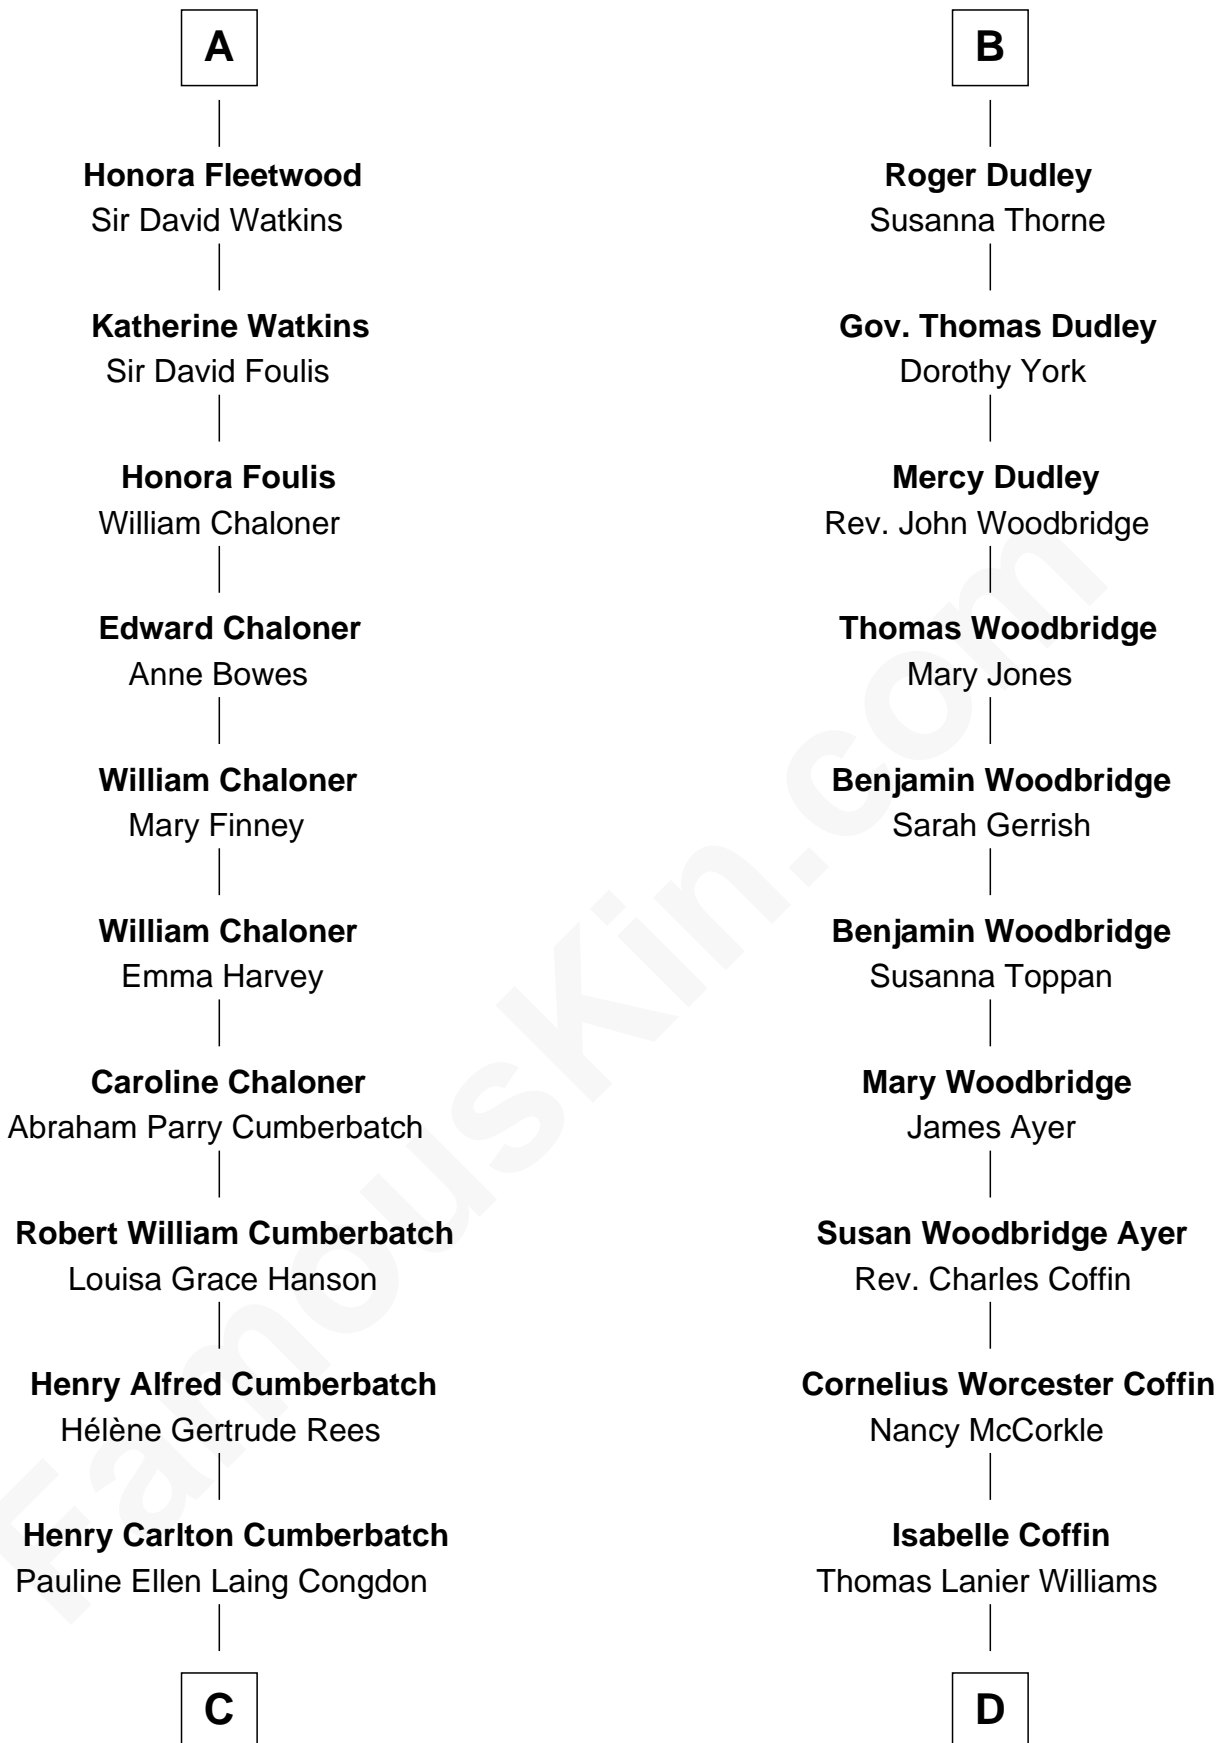 A
Honora Fleetwood
Sir David Watkins
Katherine Watkins
Sir David Foulis
Honora Foulis
William Chaloner
Edward Chaloner
Anne Bowes
William Chaloner
Mary Finney
William Chaloner
Emma Harvey
Caroline Chaloner
Abraham Parry Cumberbatch
Robert William Cumberbatch
Louisa Grace Hanson
Henry Alfred Cumberbatch
Hélène Gertrude Rees
Henry Carlton Cumberbatch
Pauline Ellen Laing Congdon
C
B
Roger Dudley
Susanna Thorne
Gov. Thomas Dudley
Dorothy York
Mercy Dudley
Rev. John Woodbridge
Thomas Woodbridge
Mary Jones
Benjamin Woodbridge
Sarah Gerrish
Benjamin Woodbridge
Susanna Toppan
Mary Woodbridge
James Ayer
Susan Woodbridge Ayer
Rev. Charles Coffin
Cornelius Worcester Coffin
Nancy McCorkle
Isabelle Coffin
Thomas Lanier Williams
D
FamousKin.com